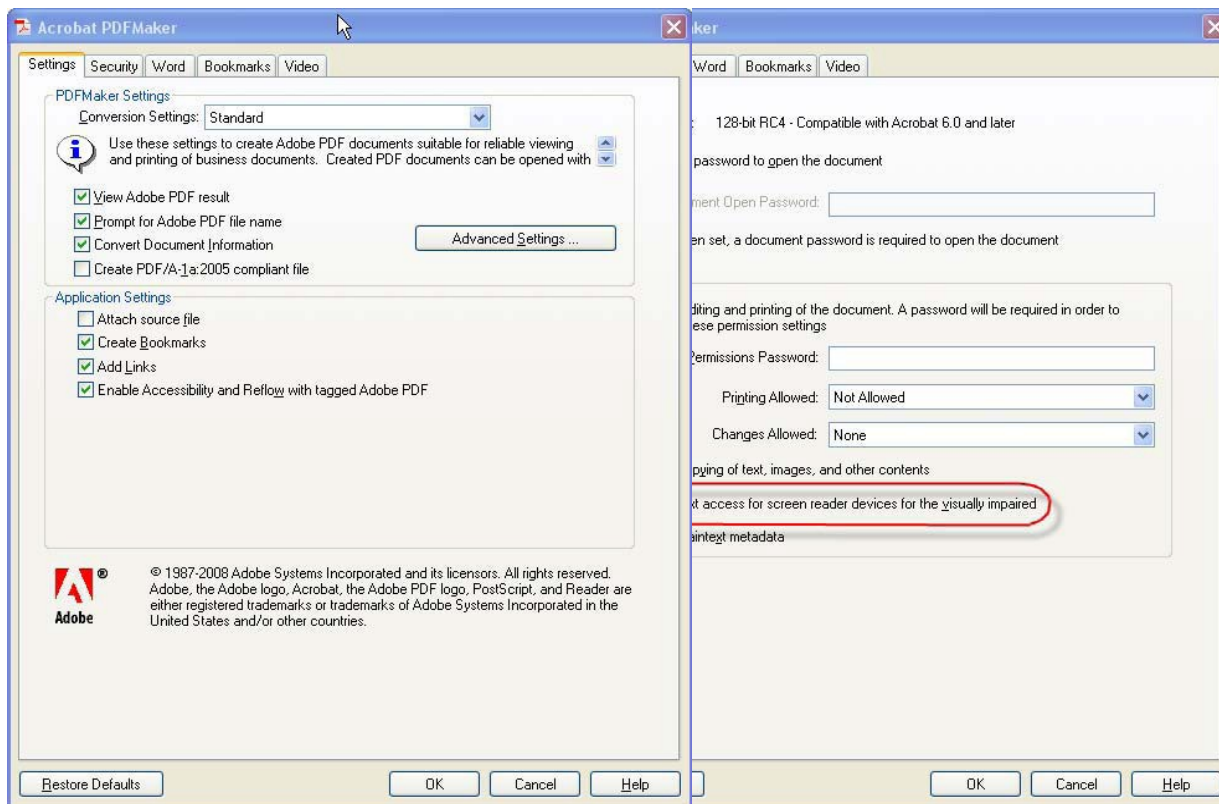 Acrobat PDFMaker
Settings Security Word Bookmarks Video
PDFMaker Settings
Conversion Settings: Standard
Use these settings to create Adobe PDF documents suitable for reliable viewing
and printing of business documents. Created PDF documents can be opened with
View Adobe PDF result
Prompt for Adobe PDF file name
Convert Document Information
Advanced Settings ...
Create PDF/A-1a:2005 compliant file
Application Settings
Attach source file
Create Bookmarks
Add Links
Enable Accessibility and Reflow with tagged Adobe PDF
Adobe
® © 1987-2008 Adobe Systems Incorporated and its licensors. All rights reserved.
Adobe, the Adobe logo, Acrobat, the Adobe PDF logo, PostScript, and Reader are
either registered trademarks or trademarks of Adobe Systems Incorporated in the
United States and/or other countries.
Restore Defaults OK Cancel Help
ker
Word Bookmarks Video
: 128-bit RC4 - Compatible with Acrobat 6.0 and later
password to open the document
ment Open Password:
en set, a document password is required to open the document
diting and printing of the document. A password will be required in order to
ese permission settings
Permissions Password:
Printing Allowed: Not Allowed
Changes Allowed: None
pying of text, images, and other contents
xt access for screen reader devices for the visually impaired
aintext metadata
OK Cancel Help